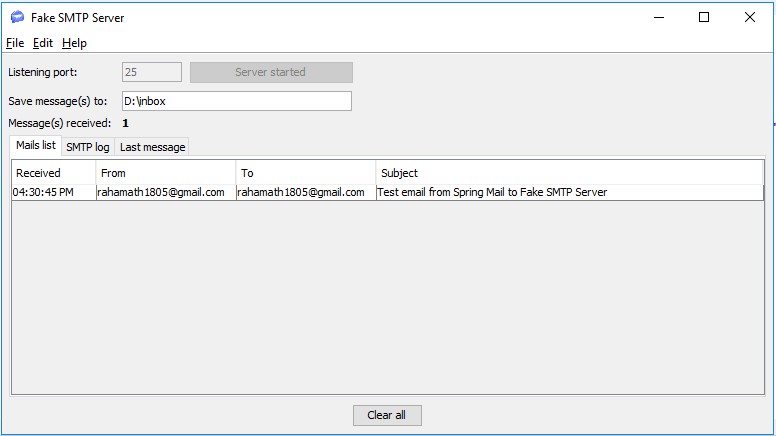 Fake SMTP Server
File Edit Help
Listening port: 25 Server started
Save message(s) to: D:\inbox
Message(s) received: 1
Mails list SMTP log Last message
Received From To Subject
04:30:45 PM rahamath1805@gmail.com rahamath1805@gmail.com Test email from Spring Mail to Fake SMTP Server
Clear all